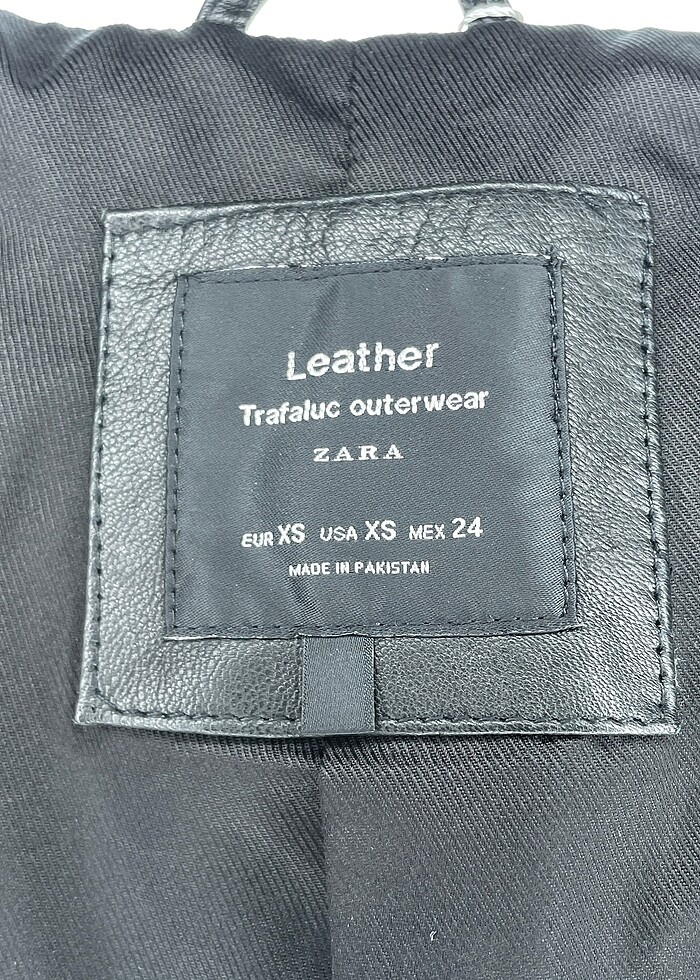 Leather
Trafaluc outerwear
ZARA
EUR XS USA XS MEX 24
MADE IN PAKISTAN